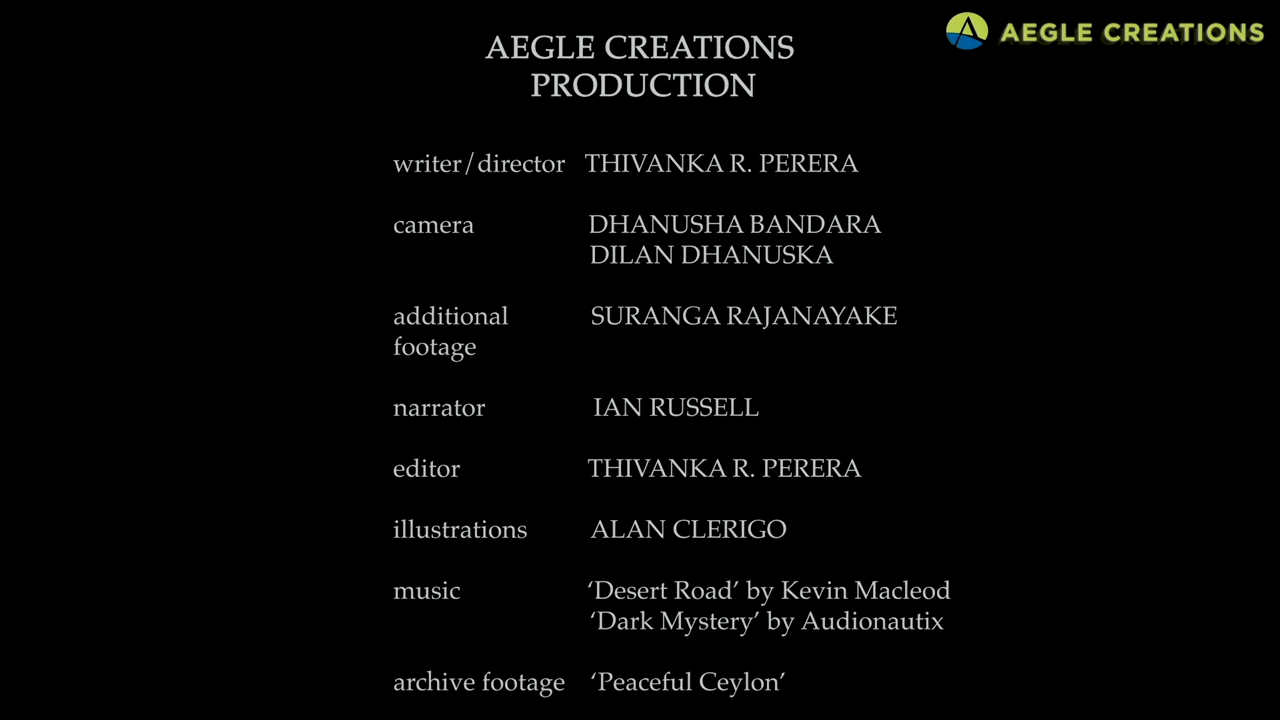 AEGLE CREATIONS
AEGLE CREATIONS
PRODUCTION
writer/director THIVANKA R. PERERA
camera DHANUSHA BANDARA
DILAN DHANUSKA
additional SURANGA RAJANAYAKE
footage
narrator IAN RUSSELL
editor THIVANKA R. PERERA
illustrations ALAN CLERIGO
music ‘Desert Road’ by Kevin Macleod
‘Dark Mystery’ by Audionautix
archive footage ‘Peaceful Ceylon’